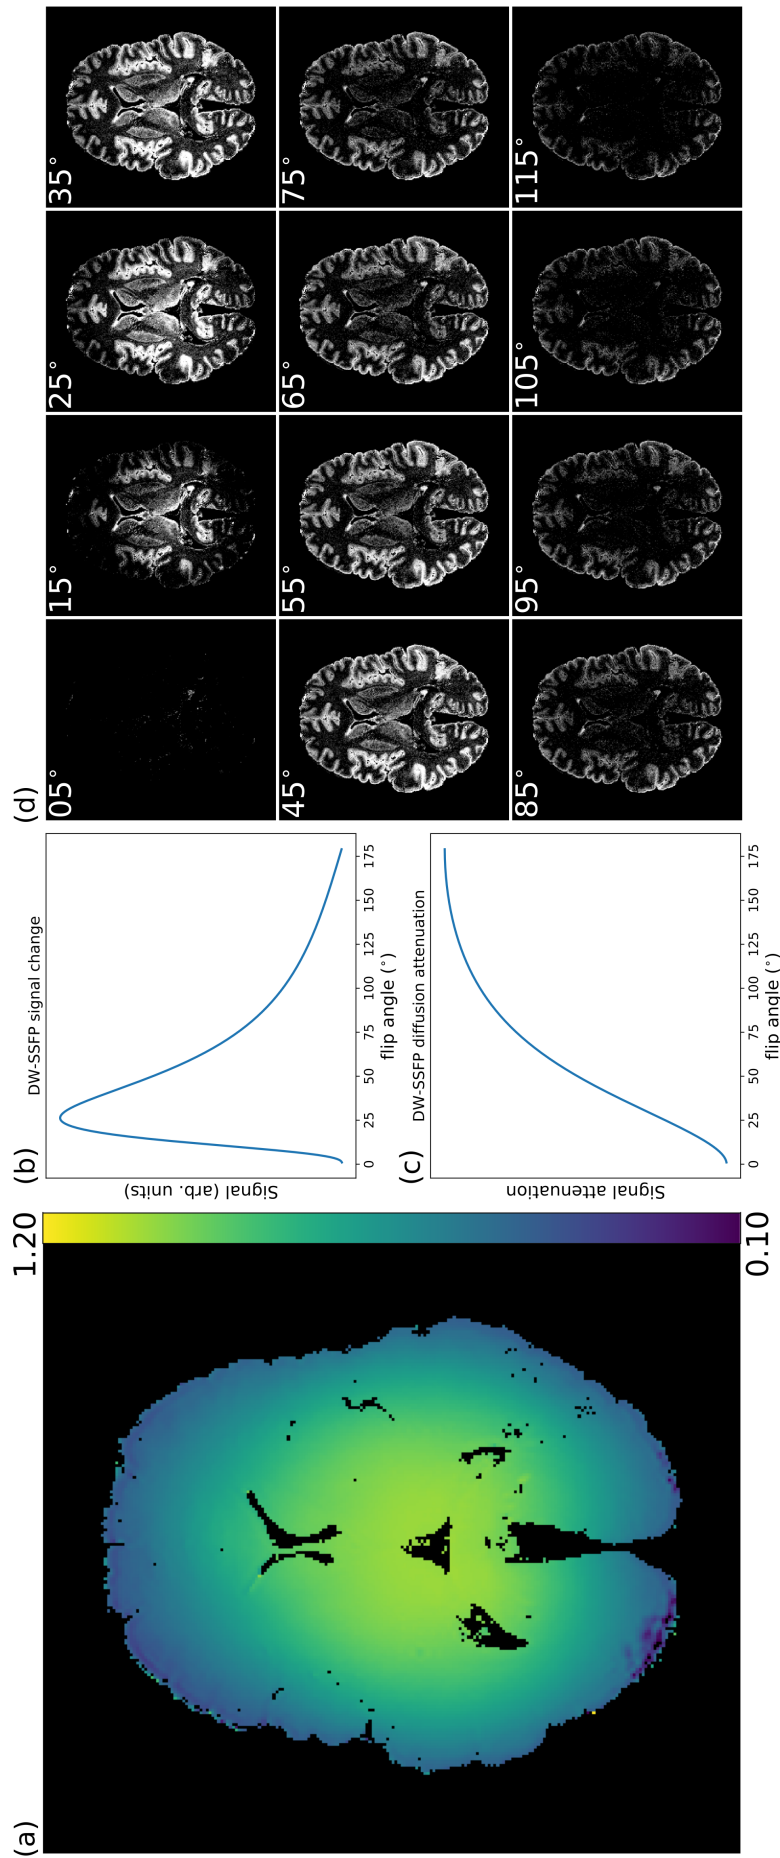 (a)
1.20
0.10
(b)
DW-SSFP signal change
Signal (arb. units)
0 25 50 75 100 125 150 175
flip angle (°)
(c)
DW-SSFP diffusion attenuation
Signal attenuation
0 25 50 75 100 125 150 175
flip angle (°)
(d)
05° 15° 25° 35°
45° 55° 65° 75°
85° 95° 105° 115°